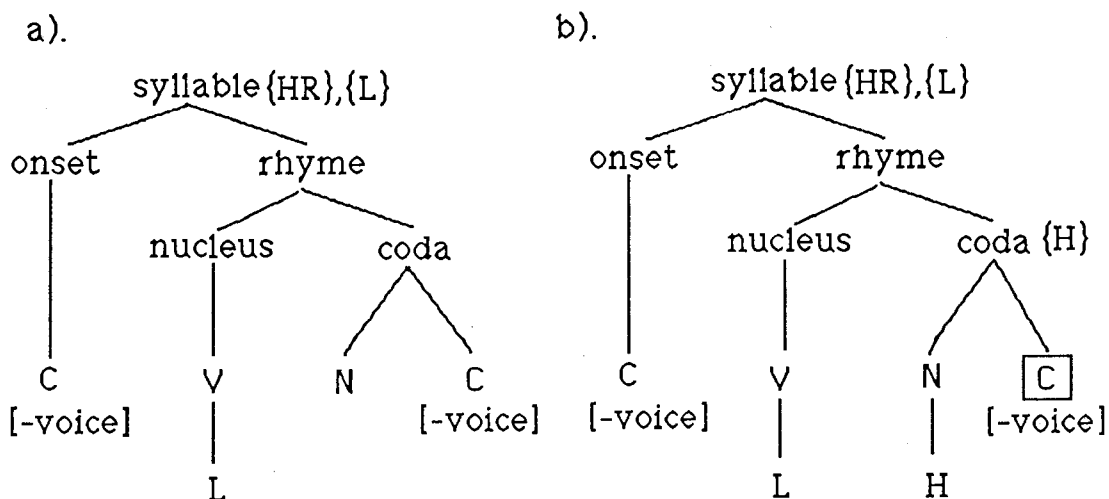 a). b).
syllable {HR},{L} syllable {HR},{L}
onset rhyme onset rhyme
nucleus coda nucleus coda {H}
C V N C C V N C
[-voice] [-voice] [-voice] [-voice]
L L H